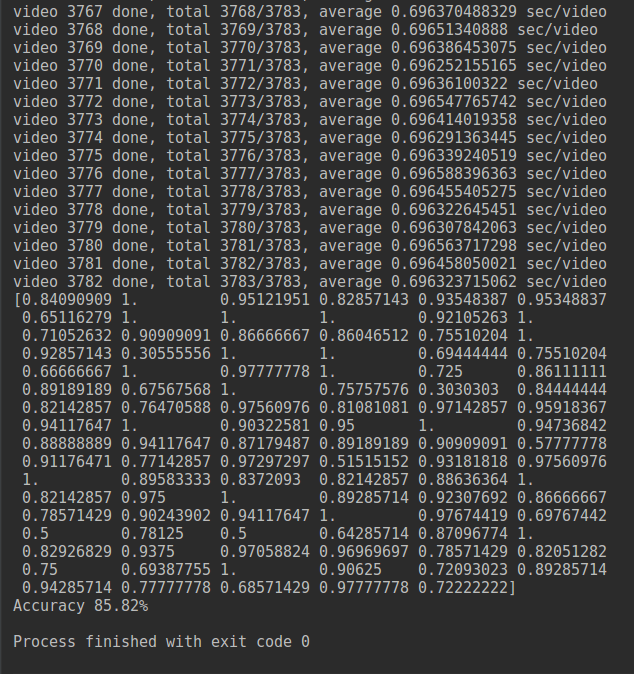 video 3767 done, total 3768/3783, average 0.696370488329 sec/video
video 3768 done, total 3769/3783, average 0.69651340888 sec/video
video 3769 done, total 3770/3783, average 0.696386453075 sec/video
video 3770 done, total 3771/3783, average 0.696252155165 sec/video
video 3771 done, total 3772/3783, average 0.69636100322 sec/video
video 3772 done, total 3773/3783, average 0.696547765742 sec/video
video 3773 done, total 3774/3783, average 0.696414019358 sec/video
video 3774 done, total 3775/3783, average 0.696291363445 sec/video
video 3775 done, total 3776/3783, average 0.696339240519 sec/video
video 3776 done, total 3777/3783, average 0.696588396363 sec/video
video 3777 done, total 3778/3783, average 0.696455405275 sec/video
video 3778 done, total 3779/3783, average 0.696322645451 sec/video
video 3779 done, total 3780/3783, average 0.696307842063 sec/video
video 3780 done, total 3781/3783, average 0.696563717298 sec/video
video 3781 done, total 3782/3783, average 0.696458050021 sec/video
video 3782 done, total 3783/3783, average 0.696323715062 sec/video
[0.84090909 1. 0.95121951 0.82857143 0.93548387 0.95348837
0.65116279 1. 1. 1. 0.92105263 1.
0.71052632 0.90909091 0.86666667 0.86046512 0.75510204 1.
0.92857143 0.30555556 1. 1. 0.69444444 0.75510204
0.66666667 1. 0.97777778 1. 0.725 0.86111111
0.89189189 0.67567568 1. 0.75757576 0.3030303 0.84444444
0.82142857 0.76470588 0.97560976 0.81081081 0.97142857 0.95918367
0.94117647 1. 0.90322581 0.95 1. 0.94736842
0.88888889 0.94117647 0.87179487 0.89189189 0.90909091 0.57777778
0.91176471 0.77142857 0.97297297 0.51515152 0.93181818 0.97560976
1. 0.89583333 0.8372093 0.82142857 0.88636364 1.
0.82142857 0.975 1. 0.89285714 0.92307692 0.86666667
0.78571429 0.90243902 0.94117647 1. 0.97674419 0.69767442
0.5 0.78125 0.5 0.64285714 0.87096774 1.
0.82926829 0.9375 0.97058824 0.96969697 0.78571429 0.82051282
0.75 0.69387755 1. 0.90625 0.72093023 0.89285714
0.94285714 0.77777778 0.68571429 0.97777778 0.72222222]
Accuracy 85.82%
Process finished with exit code 0